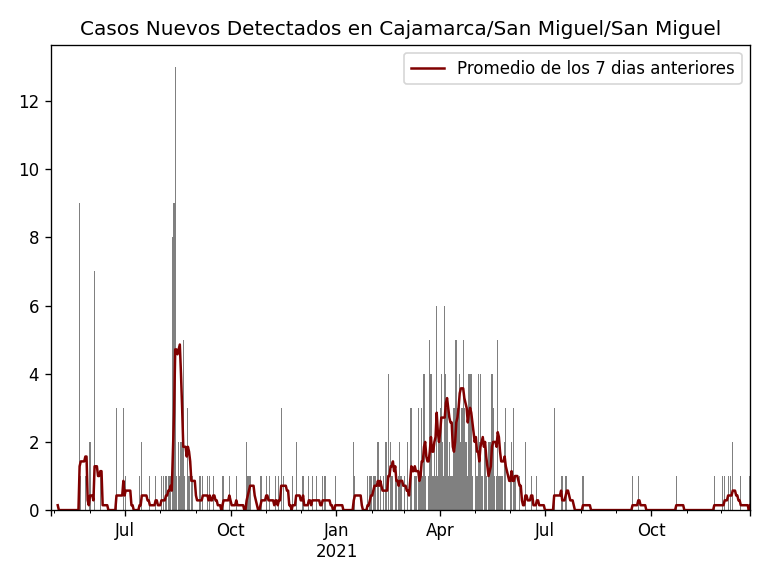 Casos Nuevos Detectados en Cajamarca/San Miguel/San Miguel
Promedio de los 7 dias anteriores
12
10
8
6
4
2
0
Jul Oct Jan Apr Jul Oct
2021